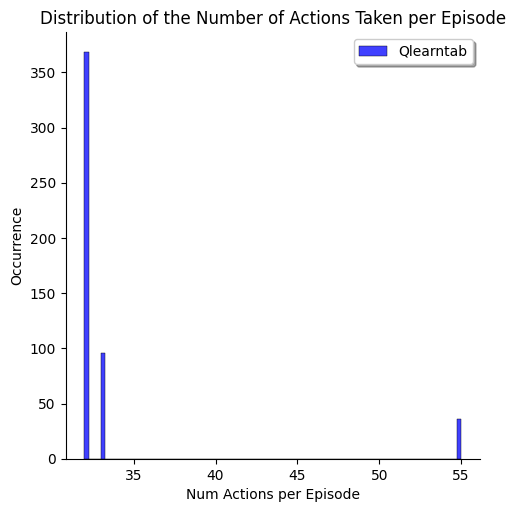 Distribution of the Number of Actions Taken per Episode
Qlearntab
350
300
250
200
150
100
50
0
Occurrence
35 40 45 50 55
Num Actions per Episode